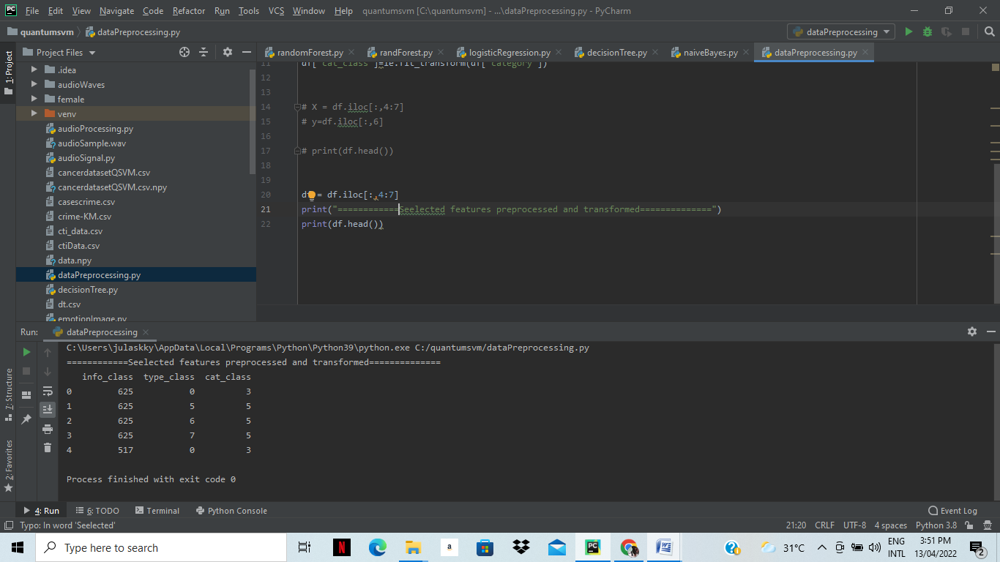 PC File Edit View Navigate Code Refactor Run Tools VCS Window Help quantumsvm [C:\quantumsvm] - ...\dataPreprocessing.py - PyCharm
quantumsvm dataPreprocessing.py dataPreprocessing
Project Files randomForest.py randForest.py logisticRegression.py decisionTree.py naiveBayes.py dataPreprocessing.py
1: Project
.idea
audioWaves
female
venv
audioProcessing.py
audioSample.wav
audioSignal.py
cancerdatasetQSVM.csv
cancerdatasetQSVM.csv.npy
casescrime.csv
crime-KM.csv
cti_data.csv
ctiData.csv
data.npy
dataPreprocessing.py
decisionTree.py
dt.csv
emotionImage.py
11 df['cat_class']=le.fit_transform(df['category'])
12
13
14 # X = df.iloc[:,4:7]
15 # y=df.iloc[:,6]
16
17 # print(df.head())
18
19
20 df = df.iloc[:,4:7]
21 print("============Seelected features preprocessed and transformed==============")
22 print(df.head())
Run: dataPreprocessing
C:\Users\julaskky\AppData\Local\Programs\Python\Python39\python.exe C:/quantumsvm/dataPreprocessing.py
============Seelected features preprocessed and transformed==============
info_class type_class cat_class
0 625 0 3
1 625 5 5
2 625 6 5
3 625 7 5
4 517 0 3
Process finished with exit code 0
7: Structure
2: Favorites
4: Run 6: TODO Terminal Python Console Event Log
Typo: In word 'Seelected' 21:20 CRLF UTF-8 4 spaces Python 3.8
Type here to search N a PC W 31°C ENG 3:51 PM
INTL 13/04/2022 2